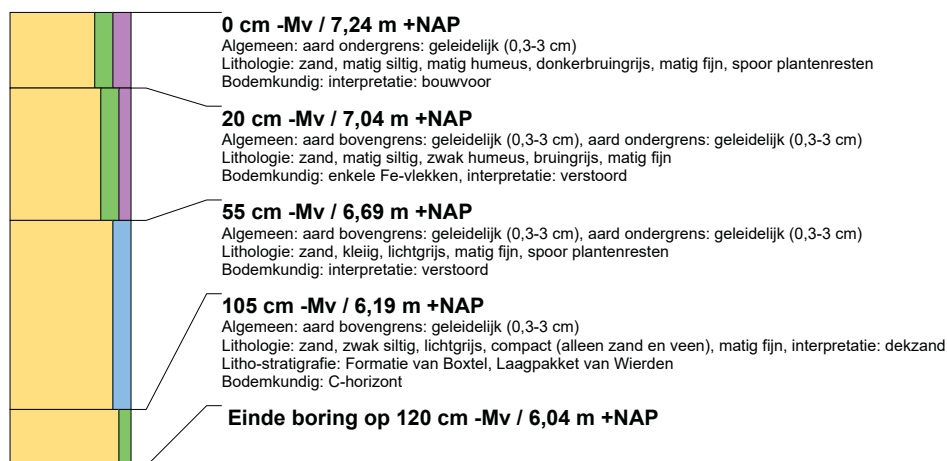 0 cm -Mv / 7,24 m +NAP
Algemeen: aard ondergrens: geleidelijk (0,3-3 cm)
Lithologie: zand, matig siltig, matig humeus, donkerbruingrijs, matig fijn, spoor plantenresten
Bodemkundig: interpretatie: bouwvoor
20 cm -Mv / 7,04 m +NAP
Algemeen: aard bovengrens: geleidelijk (0,3-3 cm), aard ondergrens: geleidelijk (0,3-3 cm)
Lithologie: zand, matig siltig, zwak humeus, bruingrijs, matig fijn
Bodemkundig: enkele Fe-vlekken, interpretatie: verstoord
55 cm -Mv / 6,69 m +NAP
Algemeen: aard bovengrens: geleidelijk (0,3-3 cm), aard ondergrens: geleidelijk (0,3-3 cm)
Lithologie: zand, kleiig, lichtgrijs, matig fijn, spoor plantenresten
Bodemkundig: interpretatie: verstoord
105 cm -Mv / 6,19 m +NAP
Algemeen: aard bovengrens: geleidelijk (0,3-3 cm)
Lithologie: zand, zwak siltig, lichtgrijs, compact (alleen zand en veen), matig fijn, interpretatie: dekzand
Litho-stratigrafie: Formatie van Boxtel, Laagpakket van Wierden
Bodemkundig: C-horizont
Einde boring op 120 cm -Mv / 6,04 m +NAP